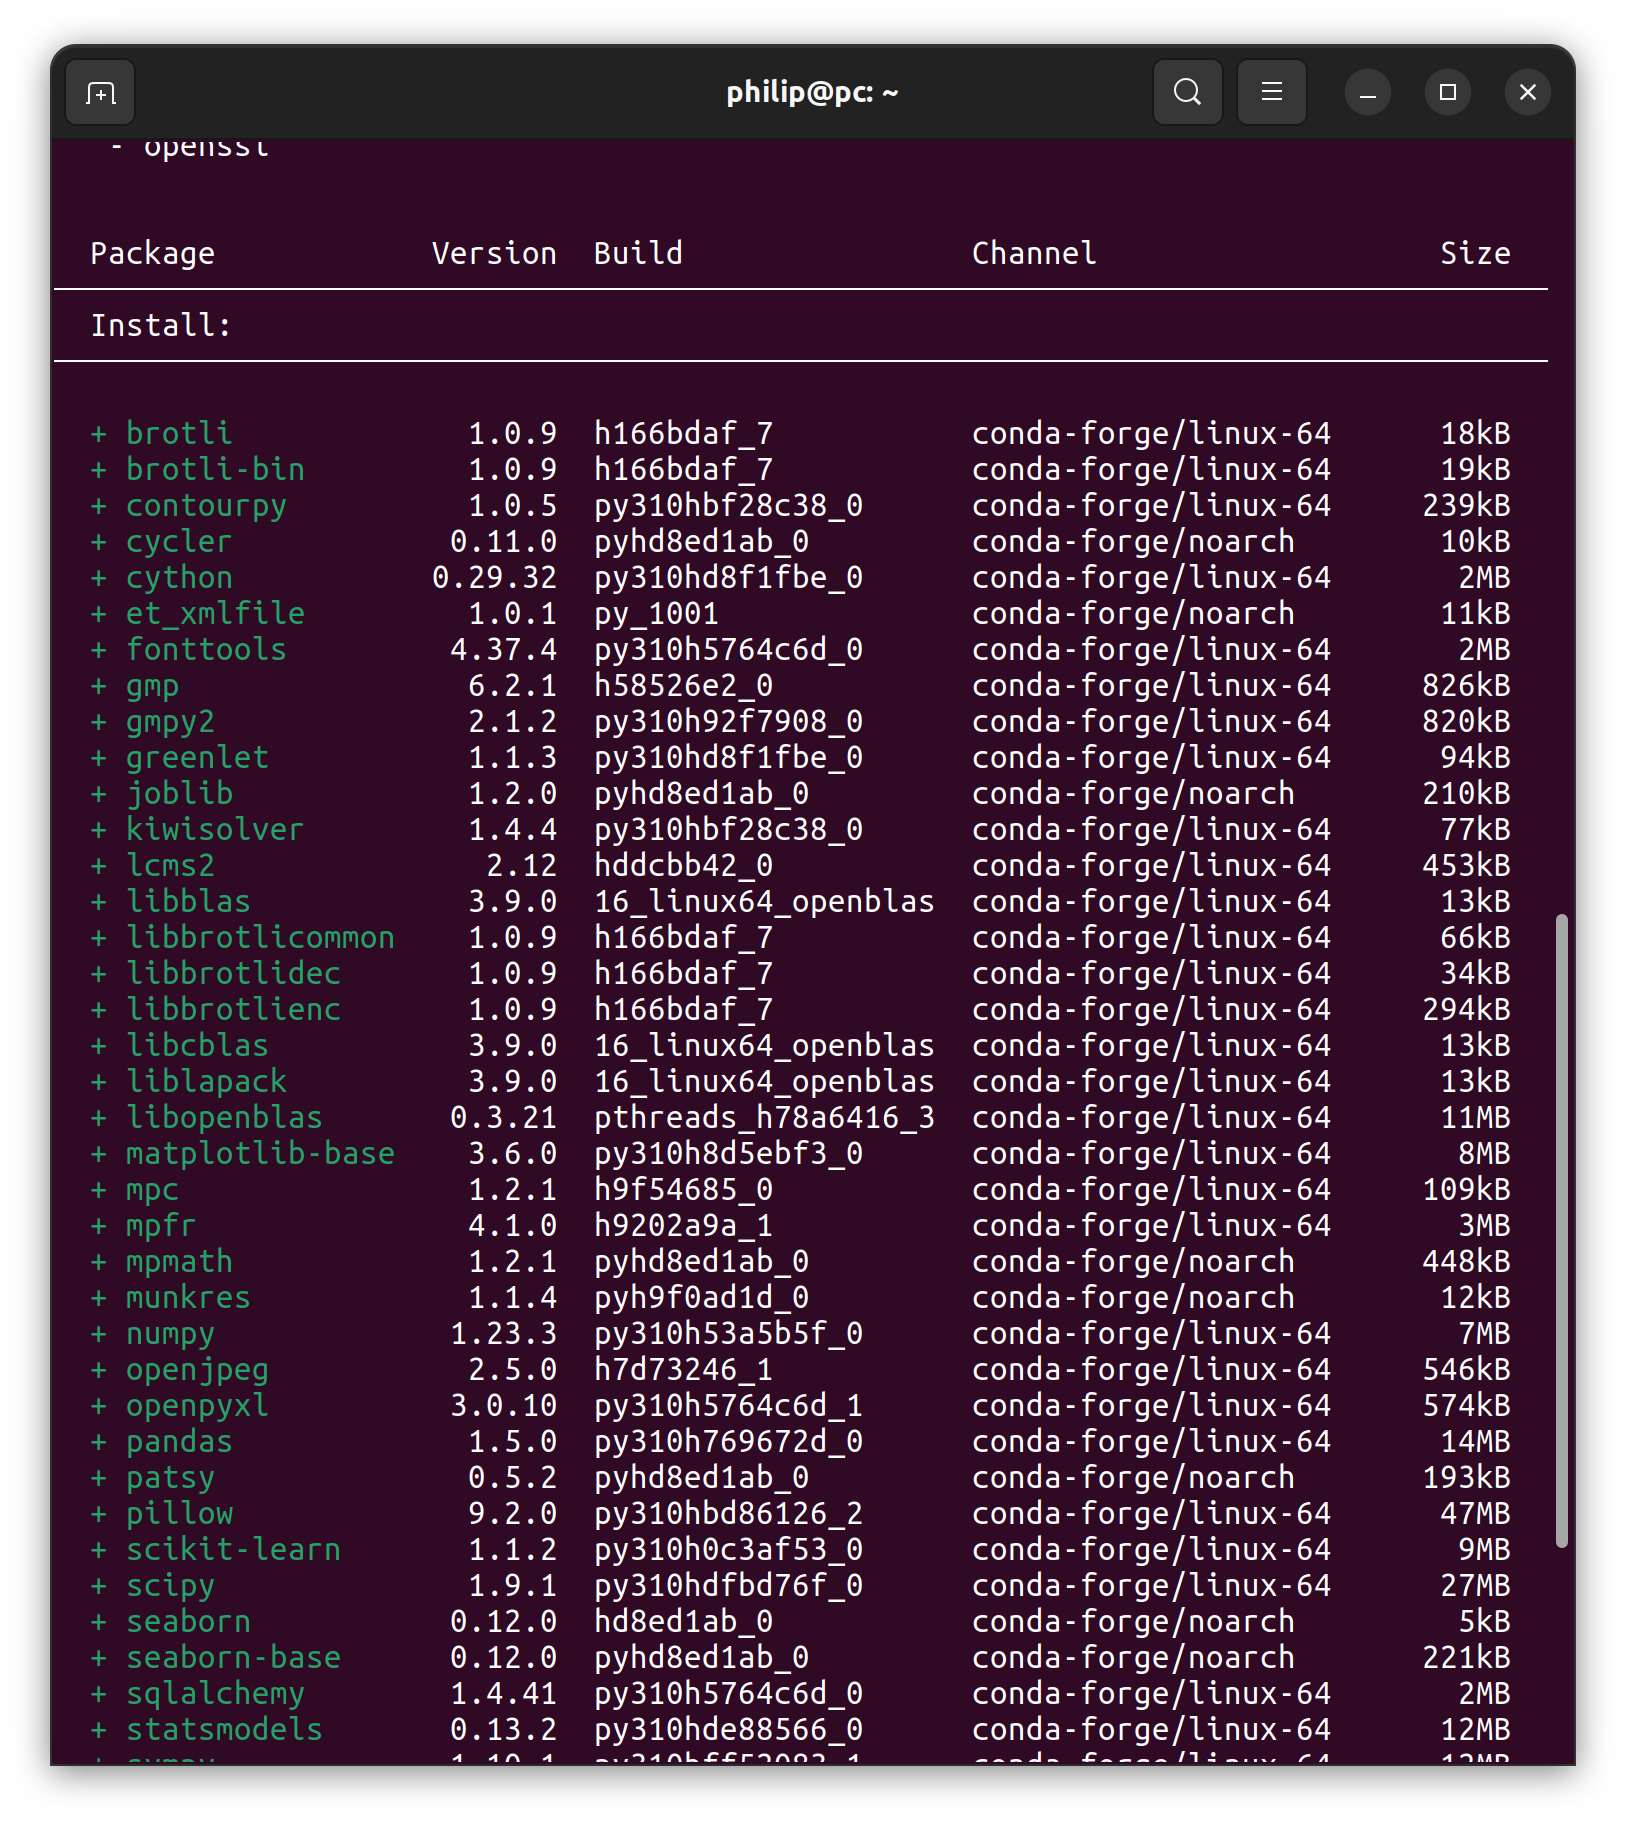 philip@pc: ~
- openssl
Package Version Build Channel Size
Install:
+ brotli 1.0.9 h166bdaf_7 conda-forge/linux-64 18kB
+ brotli-bin 1.0.9 h166bdaf_7 conda-forge/linux-64 19kB
+ contourpy 1.0.5 py310hbf28c38_0 conda-forge/linux-64 239kB
+ cycler 0.11.0 pyhd8ed1ab_0 conda-forge/noarch 10kB
+ cython 0.29.32 py310hd8f1fbe_0 conda-forge/linux-64 2MB
+ et_xmlfile 1.0.1 py_1001 conda-forge/noarch 11kB
+ fonttools 4.37.4 py310h5764c6d_0 conda-forge/linux-64 2MB
+ gmp 6.2.1 h58526e2_0 conda-forge/linux-64 826kB
+ gmpy2 2.1.2 py310h92f7908_0 conda-forge/linux-64 820kB
+ greenlet 1.1.3 py310hd8f1fbe_0 conda-forge/linux-64 94kB
+ joblib 1.2.0 pyhd8ed1ab_0 conda-forge/noarch 210kB
+ kiwisolver 1.4.4 py310hbf28c38_0 conda-forge/linux-64 77kB
+ lcms2 2.12 hddcbb42_0 conda-forge/linux-64 453kB
+ libblas 3.9.0 16_linux64_openblas conda-forge/linux-64 13kB
+ libbrotlicommon 1.0.9 h166bdaf_7 conda-forge/linux-64 66kB
+ libbrotlidec 1.0.9 h166bdaf_7 conda-forge/linux-64 34kB
+ libbrotlienc 1.0.9 h166bdaf_7 conda-forge/linux-64 294kB
+ libcblas 3.9.0 16_linux64_openblas conda-forge/linux-64 13kB
+ liblapack 3.9.0 16_linux64_openblas conda-forge/linux-64 13kB
+ libopenblas 0.3.21 pthreads_h78a6416_3 conda-forge/linux-64 11MB
+ matplotlib-base 3.6.0 py310h8d5ebf3_0 conda-forge/linux-64 8MB
+ mpc 1.2.1 h9f54685_0 conda-forge/linux-64 109kB
+ mpfr 4.1.0 h9202a9a_1 conda-forge/linux-64 3MB
+ mpmath 1.2.1 pyhd8ed1ab_0 conda-forge/noarch 448kB
+ munkres 1.1.4 pyh9f0ad1d_0 conda-forge/noarch 12kB
+ numpy 1.23.3 py310h53a5b5f_0 conda-forge/linux-64 7MB
+ openjpeg 2.5.0 h7d73246_1 conda-forge/linux-64 546kB
+ openpyxl 3.0.10 py310h5764c6d_1 conda-forge/linux-64 574kB
+ pandas 1.5.0 py310h769672d_0 conda-forge/linux-64 14MB
+ patsy 0.5.2 pyhd8ed1ab_0 conda-forge/noarch 193kB
+ pillow 9.2.0 py310hbd86126_2 conda-forge/linux-64 47MB
+ scikit-learn 1.1.2 py310h0c3af53_0 conda-forge/linux-64 9MB
+ scipy 1.9.1 py310hdfbd76f_0 conda-forge/linux-64 27MB
+ seaborn 0.12.0 hd8ed1ab_0 conda-forge/noarch 5kB
+ seaborn-base 0.12.0 pyhd8ed1ab_0 conda-forge/noarch 221kB
+ sqlalchemy 1.4.41 py310h5764c6d_0 conda-forge/linux-64 2MB
+ statsmodels 0.13.2 py310hde88566_0 conda-forge/linux-64 12MB